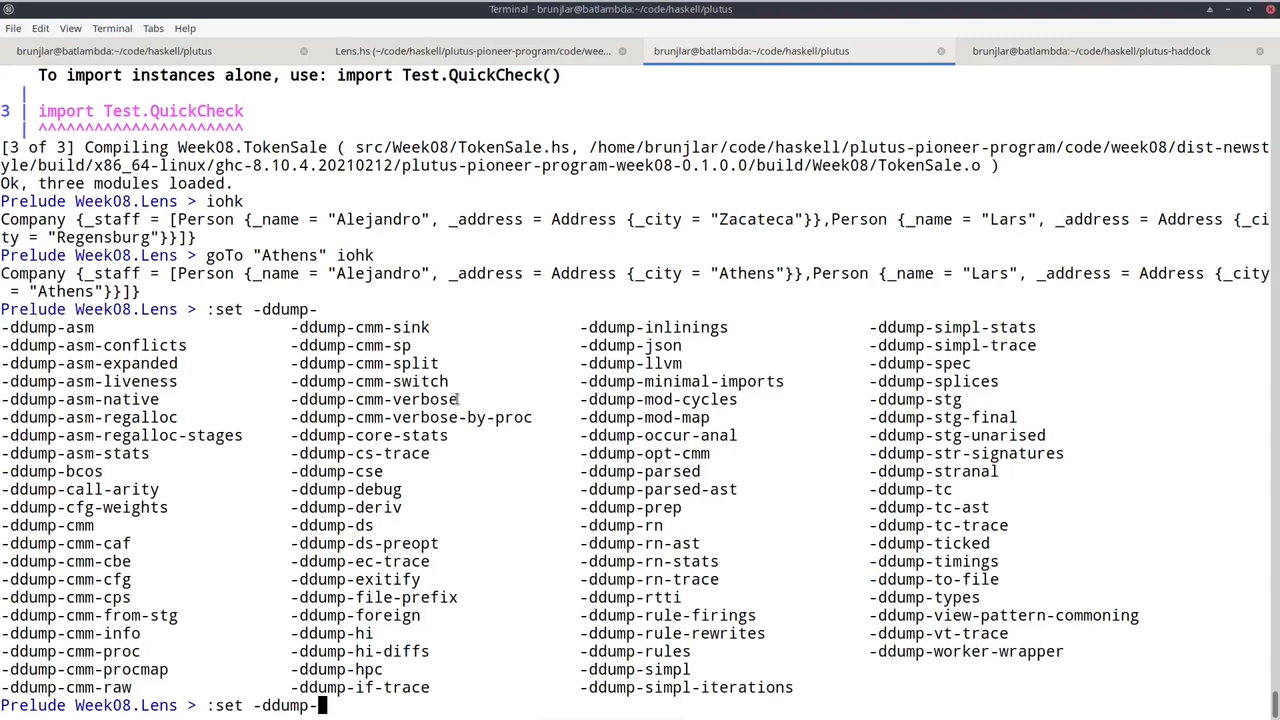 Terminal - brunjlar@batlambda:~/code/haskell/plutus
File Edit View Terminal Tabs Help
brunjlar@batlambda:~/code/haskell/plutus Lens.hs (~/code/haskell/plutus-pioneer-program/code/wee... brunjlar@batlambda:~/code/haskell/plutus brunjlar@batlambda:~/code/haskell/plutus-haddock
To import instances alone, use: import Test.QuickCheck()
|
3 | import Test.QuickCheck
| ^^^^^^^^^^^^^^^^^^^^^^
[3 of 3] Compiling Week08.TokenSale ( src/Week08/TokenSale.hs, /home/brunjlar/code/haskell/plutus-pioneer-program/code/week08/dist-newst
yle/build/x86_64-linux/ghc-8.10.4.20210212/plutus-pioneer-program-week08-0.1.0.0/build/Week08/TokenSale.o )
Ok, three modules loaded.
Prelude Week08.Lens > iohk
Company {_staff = [Person {_name = "Alejandro", _address = Address {_city = "Zacateca"}},Person {_name = "Lars", _address = Address {_ci
ty = "Regensburg"}}]}
Prelude Week08.Lens > goTo "Athens" iohk
Company {_staff = [Person {_name = "Alejandro", _address = Address {_city = "Athens"}},Person {_name = "Lars", _address = Address {_city
= "Athens"}}]}
Prelude Week08.Lens > :set -ddump-
-ddump-asm -ddump-cmm-sink -ddump-inlinings -ddump-simpl-stats
-ddump-asm-conflicts -ddump-cmm-sp -ddump-json -ddump-simpl-trace
-ddump-asm-expanded -ddump-cmm-split -ddump-llvm -ddump-spec
-ddump-asm-liveness -ddump-cmm-switch -ddump-minimal-imports -ddump-splices
-ddump-asm-native -ddump-cmm-verbose -ddump-mod-cycles -ddump-stg
-ddump-asm-regalloc -ddump-cmm-verbose-by-proc -ddump-mod-map -ddump-stg-final
-ddump-asm-regalloc-stages -ddump-core-stats -ddump-occur-anal -ddump-stg-unarised
-ddump-asm-stats -ddump-cs-trace -ddump-opt-cmm -ddump-str-signatures
-ddump-bcos -ddump-cse -ddump-parsed -ddump-stranal
-ddump-call-arity -ddump-debug -ddump-parsed-ast -ddump-tc
-ddump-cfg-weights -ddump-deriv -ddump-prep -ddump-tc-ast
-ddump-cmm -ddump-ds -ddump-rn -ddump-tc-trace
-ddump-cmm-caf -ddump-ds-preopt -ddump-rn-ast -ddump-ticked
-ddump-cmm-cbe -ddump-ec-trace -ddump-rn-stats -ddump-timings
-ddump-cmm-cfg -ddump-exitify -ddump-rn-trace -ddump-to-file
-ddump-cmm-cps -ddump-file-prefix -ddump-rtti -ddump-types
-ddump-cmm-from-stg -ddump-foreign -ddump-rule-firings -ddump-view-pattern-commoning
-ddump-cmm-info -ddump-hi -ddump-rule-rewrites -ddump-vt-trace
-ddump-cmm-proc -ddump-hi-diffs -ddump-rules -ddump-worker-wrapper
-ddump-cmm-procmap -ddump-hpc -ddump-simpl
-ddump-cmm-raw -ddump-if-trace -ddump-simpl-iterations
Prelude Week08.Lens > :set -ddump-